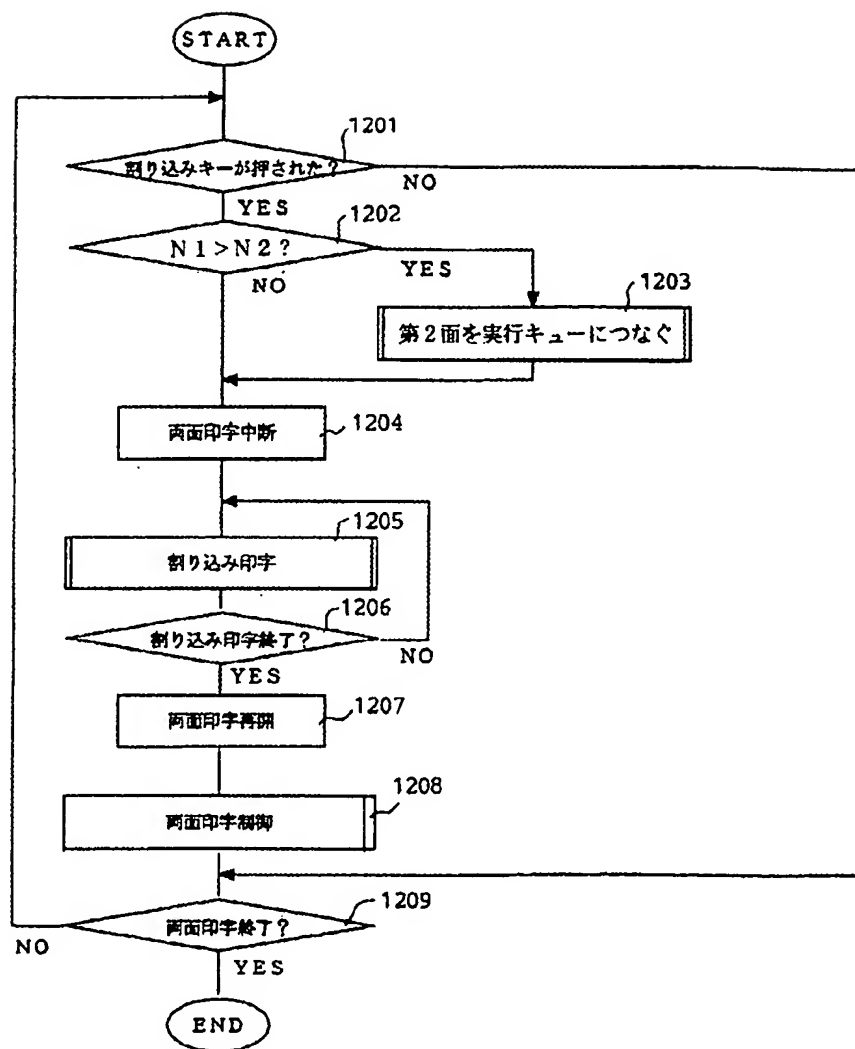 START
1201
割り込みキーが押された?
NO
YES
1202
N1>N2?
YES
NO
1203
第2面を実行キューにつなぐ
1204
両面印字中断
1205
割り込み印字
1206
割り込み印字終了?
NO
YES
1207
両面印字再開
1208
両面印字制御
1209
両面印字終了?
NO
YES
END